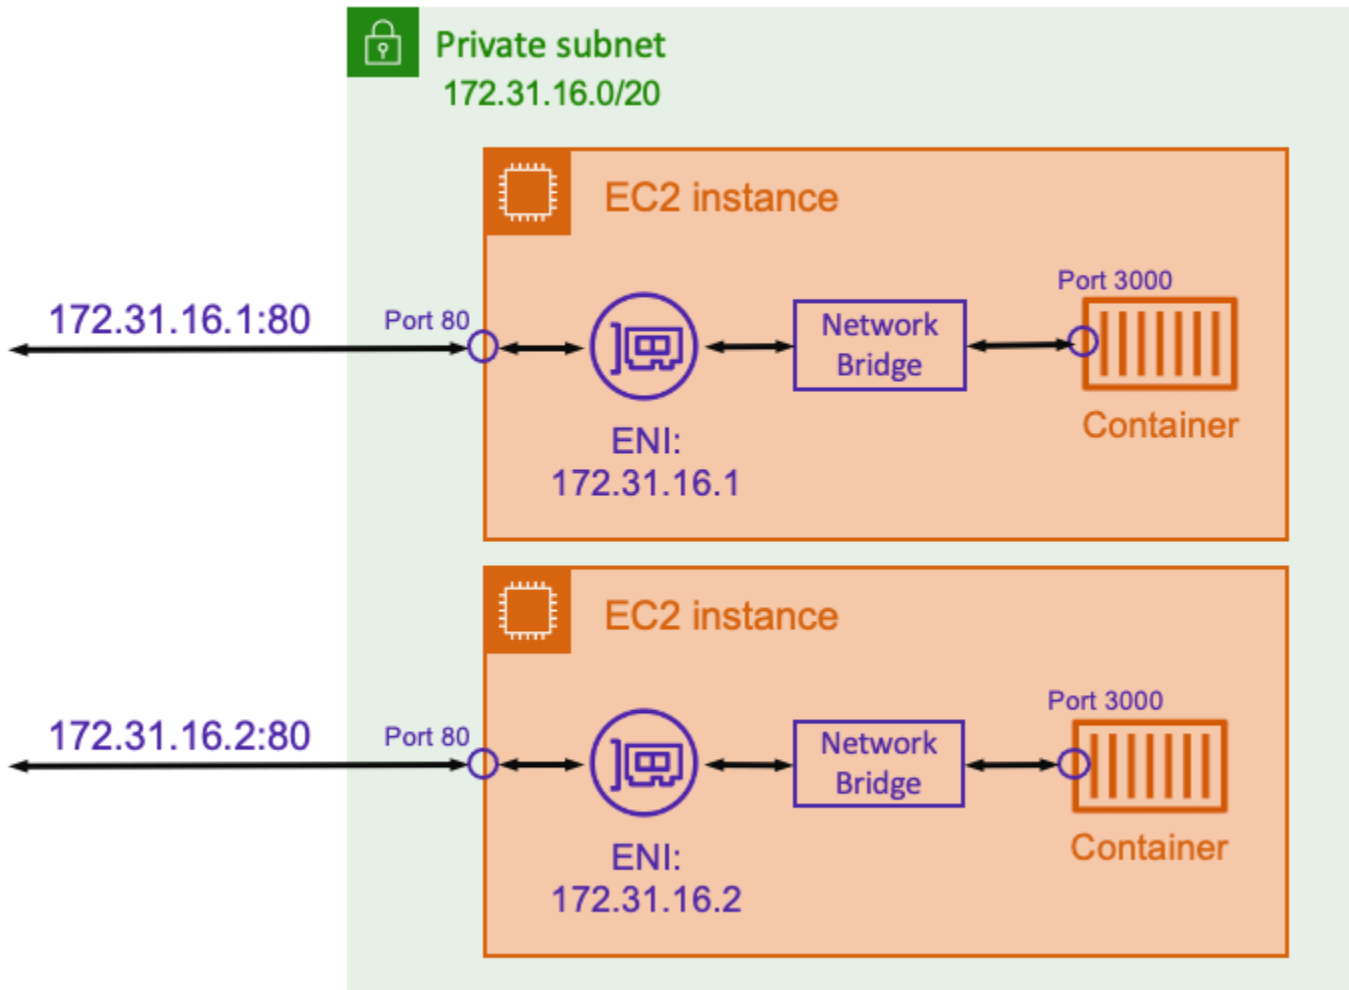 Private subnet
172.31.16.0/20
EC2 instance
172.31.16.1:80
Port 80
Port 3000
Network
Bridge
Container
ENI:
172.31.16.1
EC2 instance
172.31.16.2:80
Port 80
Port 3000
Network
Bridge
Container
ENI:
172.31.16.2